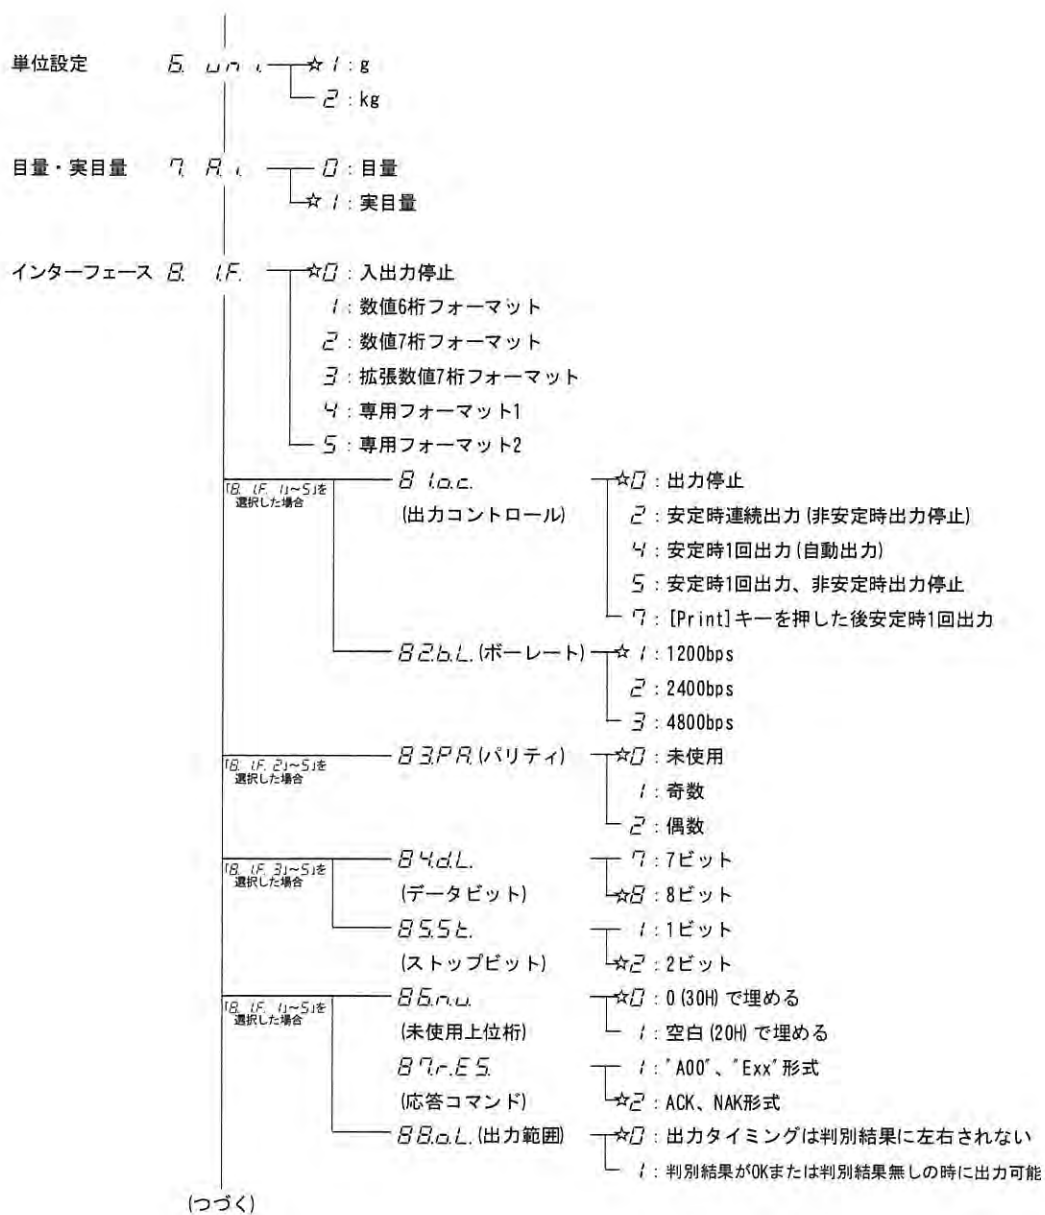 単位設定 6. uni. ☆1 : g
2 : kg
目量・実目量 7. A.i. 0 : 目量
☆1 : 実目量
インターフェース 8. I.F. ☆0 : 入出力停止
1 : 数値6桁フォーマット
2 : 数値7桁フォーマット
3 : 拡張数値7桁フォーマット
4 : 専用フォーマット1
5 : 専用フォーマット2
「8. I.F. 1」~5」を
選択した場合
81.o.c. ☆0 : 出力停止
(出力コントロール) 2 : 安定時連続出力(非安定時出力停止)
4 : 安定時1回出力(自動出力)
5 : 安定時1回出力、非安定時出力停止
7 : [Print]キーを押した後安定時1回出力
82.b.L.(ボーレート) ☆1 : 1200bps
2 : 2400bps
3 : 4800bps
「8. I.F. 2」~5」を
選択した場合
83.P A.(パリティ) ☆0 : 未使用
1 : 奇数
2 : 偶数
「8. I.F. 3」~5」を
選択した場合
84.d.L. 7 : 7ビット
(データビット) ☆8 : 8ビット
85.S t. 1 : 1ビット
(ストップビット) ☆2 : 2ビット
「8. I.F. 1」~5」を
選択した場合
86.n.u. ☆0 : 0(30H)で埋める
(未使用上位桁) 1 : 空白(20H)で埋める
87.r.E S. 1 : "A00"、"Exx"形式
(応答コマンド) ☆2 : ACK、NAK形式
88.o.L.(出力範囲) ☆0 : 出力タイミングは判別結果に左右されない
1 : 判別結果がOKまたは判別結果無しの時に出力可能
(つづく)